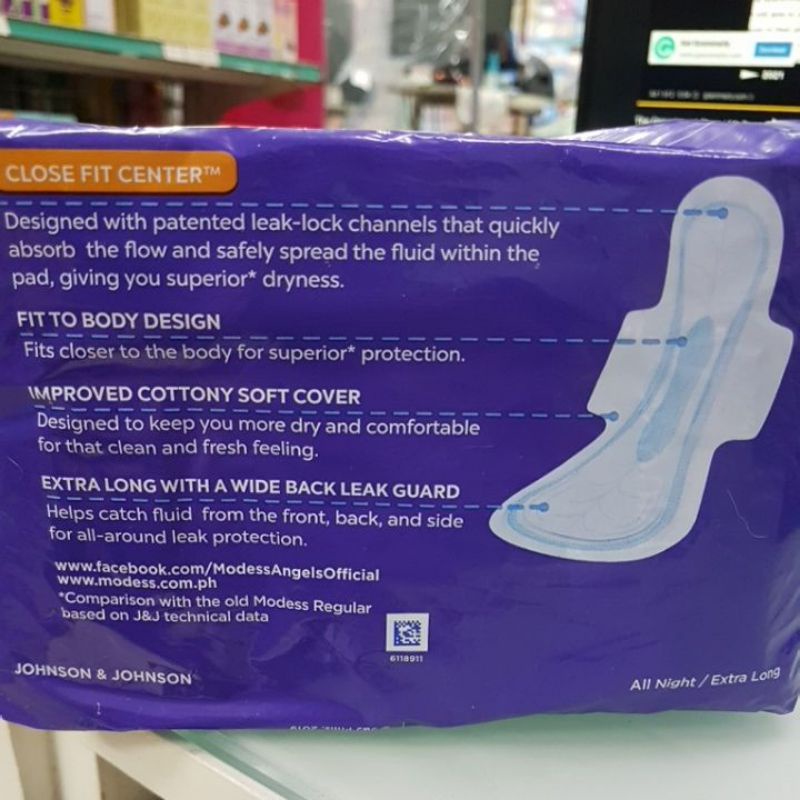 CLOSE FIT CENTER™
Designed with patented leak-lock channels that quickly
absorb the flow and safely spread the fluid within the
pad, giving you superior* dryness.
FIT TO BODY DESIGN
Fits closer to the body for superior* protection.
IMPROVED COTTONY SOFT COVER
Designed to keep you more dry and comfortable
for that clean and fresh feeling.
EXTRA LONG WITH A WIDE BACK LEAK GUARD
Helps catch fluid from the front, back, and side
for all-around leak protection.
www.facebook.com/ModessAngelsOfficial
www.modess.com.ph
*Comparison with the old Modess Regular
based on J&J technical data
6118911
JOHNSON & JOHNSON
All Night / Extra Long